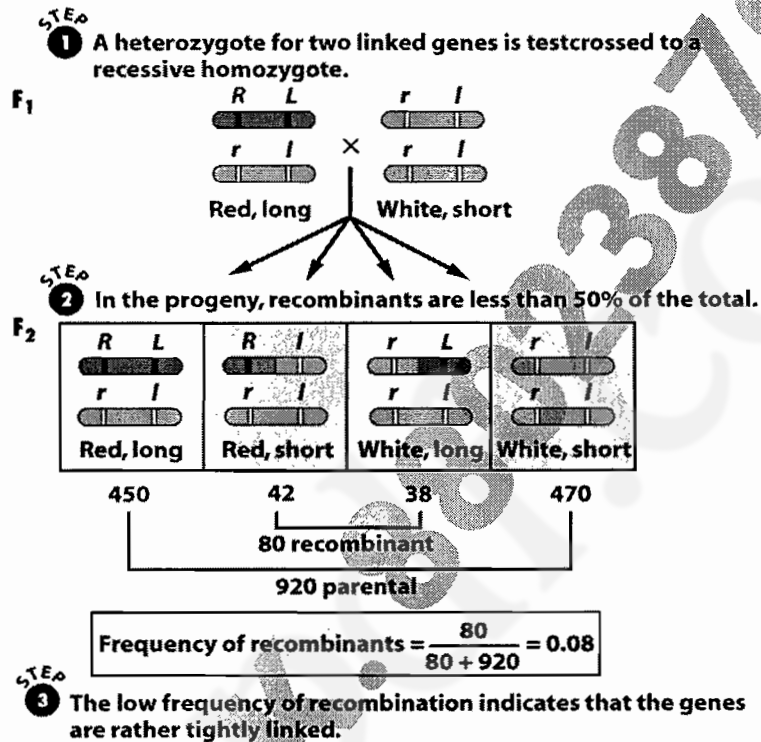 STEP
1 A heterozygote for two linked genes is testcrossed to a
recessive homozygote.
F1
R L r l
r l × r l
Red, long White, short
STEP
2 In the progeny, recombinants are less than 50% of the total.
F2
R L R l r L r l
r l r l r l r l
Red, long Red, short White, long White, short
450 42 38 470
80 recombinant
920 parental
Frequency of recombinants = 80 / 80 + 920 = 0.08
STEP
3 The low frequency of recombination indicates that the genes
are rather tightly linked.